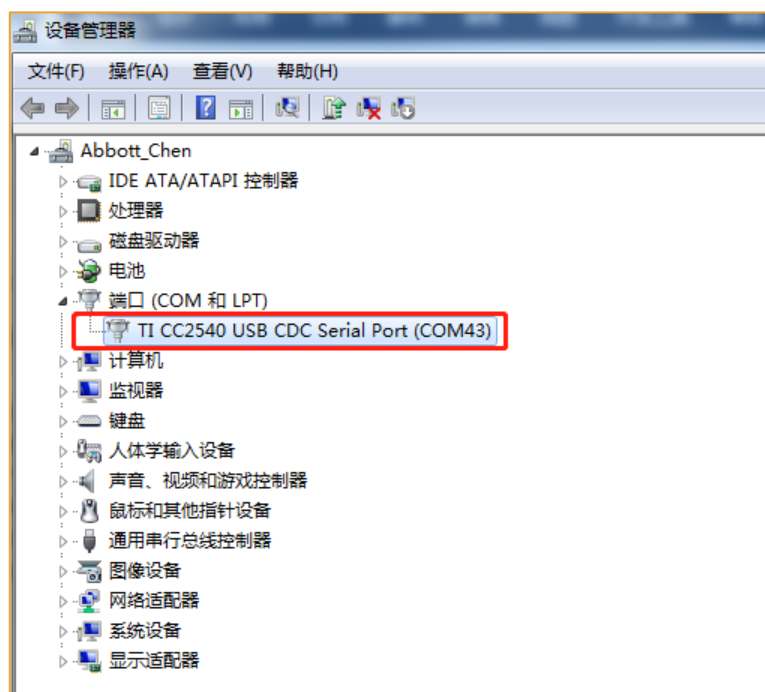 设备管理器
文件(F) 操作(A) 查看(V) 帮助(H)
Abbott_Chen
IDE ATA/ATAPI 控制器
处理器
磁盘驱动器
电池
端口 (COM 和 LPT)
TI CC2540 USB CDC Serial Port (COM43)
计算机
监视器
键盘
人体学输入设备
声音、视频和游戏控制器
鼠标和其他指针设备
通用串行总线控制器
图像设备
网络适配器
系统设备
显示适配器